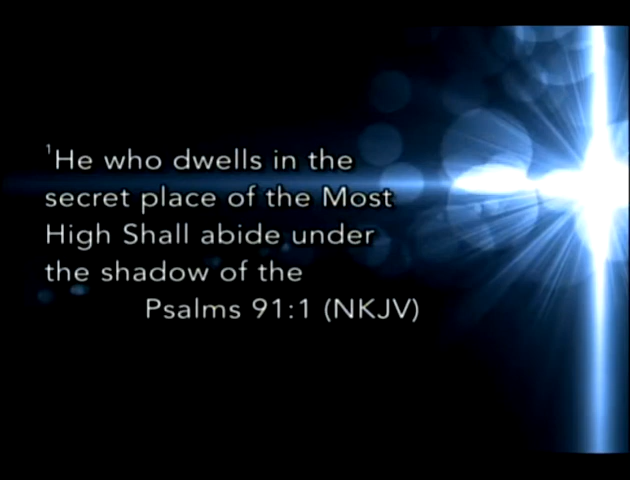 ¹He who dwells in the
secret place of the Most
High Shall abide under
the shadow of the
Psalms 91:1 (NKJV)